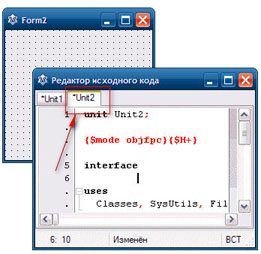 Form2
Редактор исходного кода
*Unit1 *Unit2
1 unit Unit2;
. {$mode objfpc}{$H+}
5 interface
6
uses
. Classes, SysUtils, Fil
6: 10 Изменён ВСТ